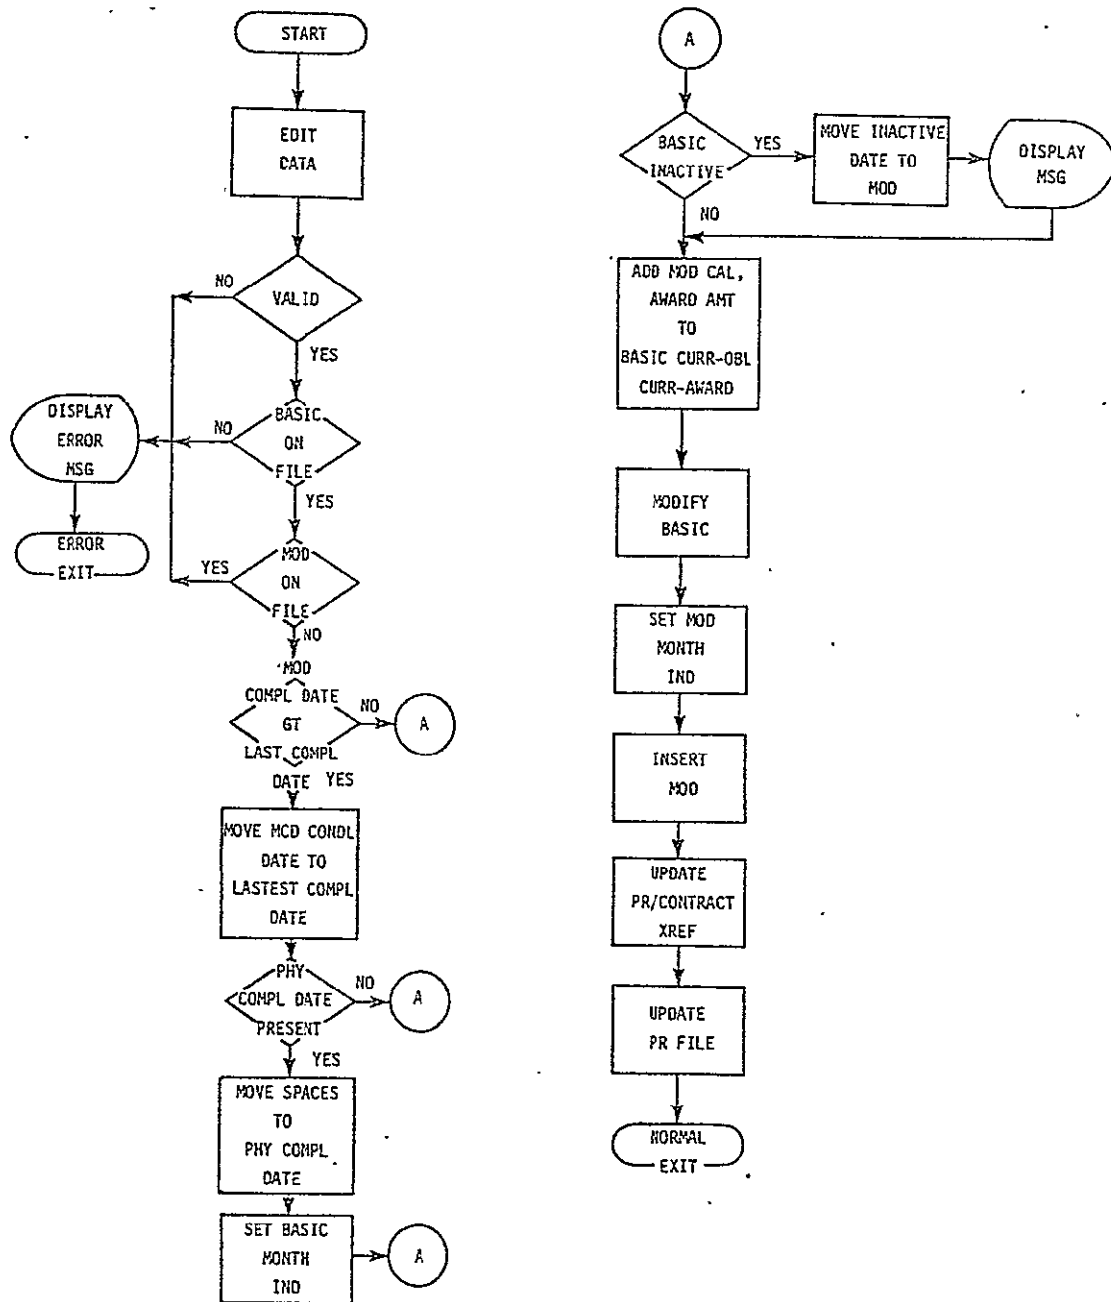 START
EDIT
DATA
VALID
NO
YES
BASIC
ON
FILE
NO
YES
DISPLAY
ERROR
MSG
ERROR
EXIT
MOD
ON
FILE
YES
NO
MOD
COMPL DATE
GT
LAST COMPL
DATE
NO
A
YES
MOVE MCD CONDL
DATE TO
LASTEST COMPL
DATE
PHY
COMPL DATE
PRESENT
NO
A
YES
MOVE SPACES
TO
PHY COMPL
DATE
SET BASIC
MONTH
IND
A
A
BASIC
INACTIVE
YES
MOVE INACTIVE
DATE TO
MOD
DISPLAY
MSG
NO
ADD MOD CAL,
AWARD AMT
TO
BASIC CURR-OBL
CURR-AWARD
MODIFY
BASIC
SET MOD
MONTH
IND
INSERT
MOD
UPDATE
PR/CONTRACT
XREF
UPDATE
PR FILE
NORMAL
EXIT